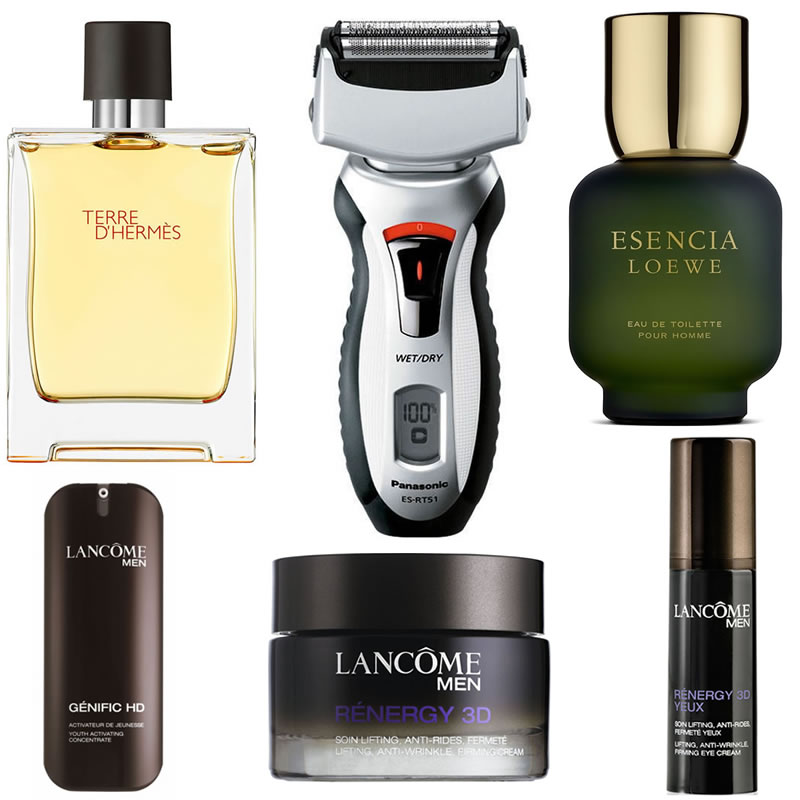 TERRE
D'HERMÈS
0
WET/DRY
100%
Panasonic
ES-RT51
ESENCIA
LOEWE
EAU DE TOILETTE
POUR HOMME
LANCÔME
MEN
GÉNIFIC HD
ACTIVATEUR DE JEUNESSE
YOUTH ACTIVATING
CONCENTRATE
LANCÔME
MEN
RÉNERGY 3D
SOIN LIFTING, ANTI-RIDES, FERMETÉ
LIFTING, ANTI-WRINKLE, FIRMING CREAM
LANCÔME
MEN
RÉNERGY 3D
YEUX
SOIN LIFTING, ANTI-RIDES,
FERMETÉ YEUX
LIFTING, ANTI-WRINKLE,
FIRMING EYE CREAM